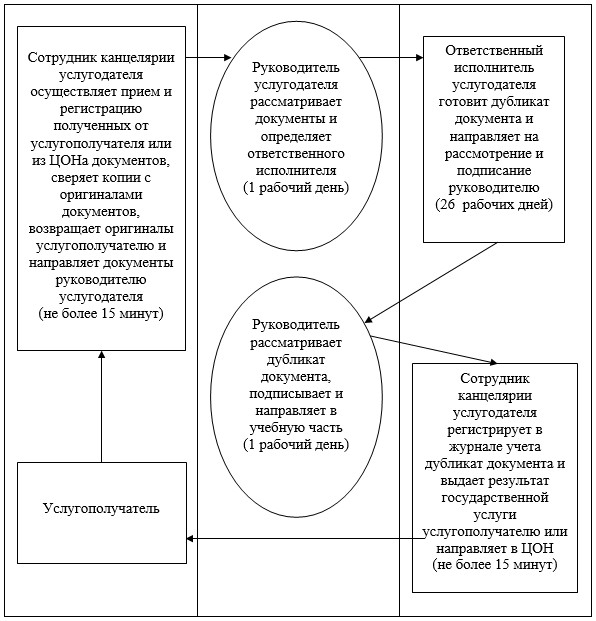 Сотрудник канцелярии
услугодателя
осуществляет прием и
регистрацию
полученных от
услугополучателя или
из ЦОНа документов,
сверяет копии с
оригиналами
документов,
возвращает оригиналы
услугополучателю и
направляет документы
руководителю
услугодателя
(не более 15 минут)
Руководитель
услугодателя
рассматривает
документы и
определяет
ответственного
исполнителя
(1 рабочий день)
Ответственный
исполнитель
услугодателя
готовит дубликат
документа и
направляет на
рассмотрение и
подписание
руководителю
(26 рабочих дней)
Руководитель
рассматривает
дубликат
документа,
подписывает и
направляет в
учебную часть
(1 рабочий день)
Сотрудник
канцелярии
услугодателя
регистрирует в
журнале учета
дубликат документа и
выдает результат
государственной
услуги
услугополучателю или
направляет в ЦОН
(не более 15 минут)
Услугополучатель